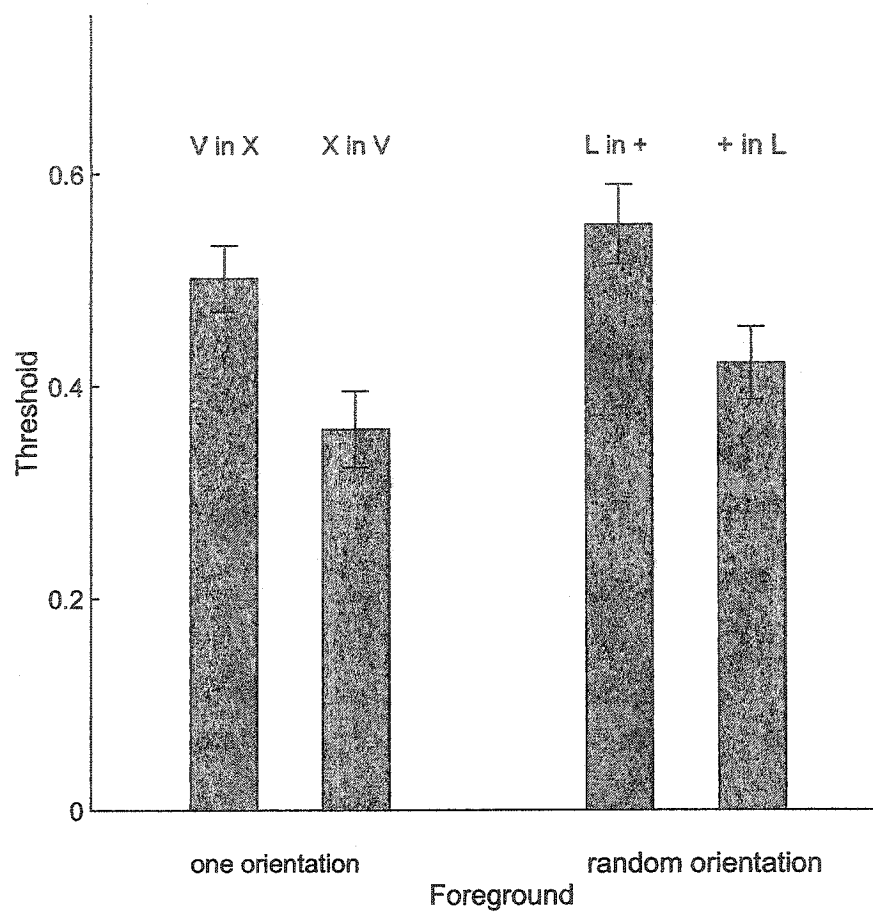 V in X X in V L in + + in L
0.6
0.4
0.2
0
Threshold
one orientation random orientation
Foreground